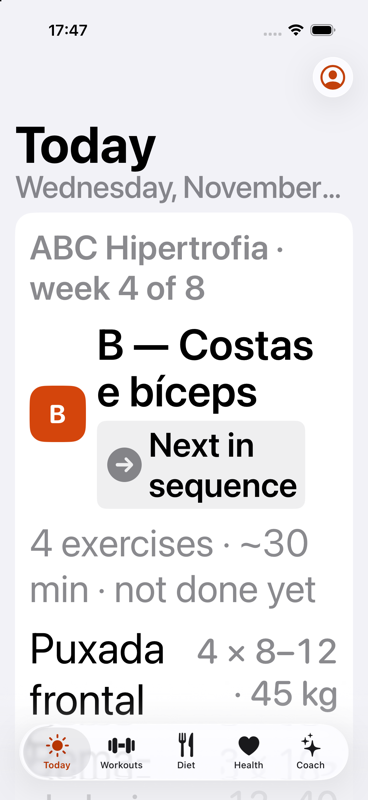 17:47
Today
Wednesday, November...
ABC Hipertrofia ·
week 4 of 8
B
B — Costas
e bíceps
Next in
sequence
4 exercises · ~30
min · not done yet
Puxada
frontal
4 × 8–12
· 45 kg
Today
Workouts
Diet
Health
Coach